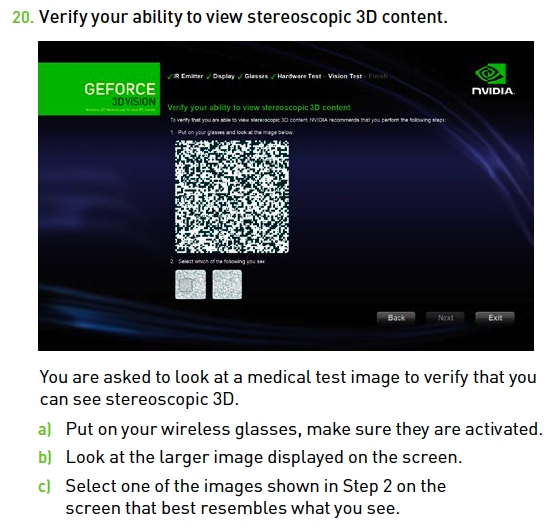 20. Verify your ability to view stereoscopic 3D content.
✓ IR Emitter ✓ Display ✓ Glasses ✓ Hardware Test - Vision Test - Finish
GEFORCE
3D VISION
NVIDIA.
Verify your ability to view stereoscopic 3D content
To verify that you are able to view stereoscopic 3D content NVIDIA recommends that you perform the following steps:
1. Put on your glasses and look at the image below.
2. Select which of the following you see:
Back Next Exit
You are asked to look at a medical test image to verify that you
can see stereoscopic 3D.
a) Put on your wireless glasses, make sure they are activated.
b) Look at the larger image displayed on the screen.
c) Select one of the images shown in Step 2 on the
screen that best resembles what you see.